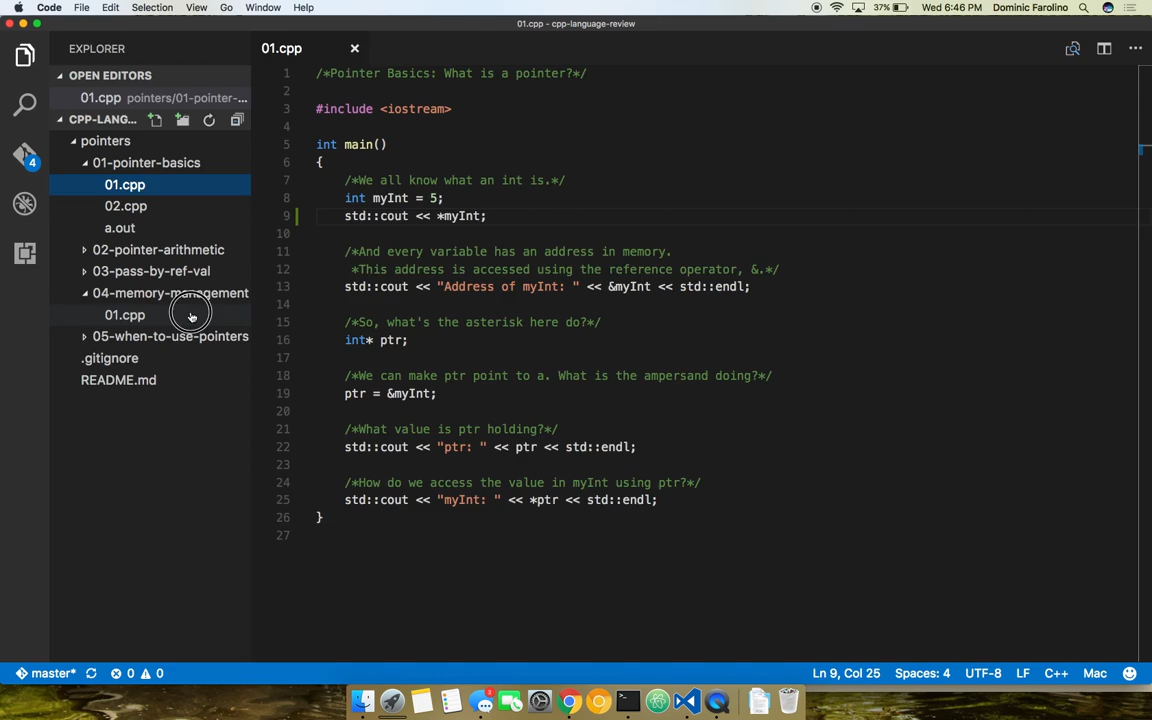 Code File Edit Selection View Go Window Help 37% Wed 6:46 PM Dominic Farolino
01.cpp - cpp-language-review
EXPLORER
OPEN EDITORS
01.cpp pointers/01-pointer-...
CPP-LANG...
pointers
01-pointer-basics
01.cpp
02.cpp
a.out
02-pointer-arithmetic
03-pass-by-ref-val
04-memory-management
01.cpp
05-when-to-use-pointers
.gitignore
README.md
4
01.cpp
1 /*Pointer Basics: What is a pointer?*/
2
3 #include <iostream>
4
5 int main()
6 {
7 /*We all know what an int is.*/
8 int myInt = 5;
9 std::cout << *myInt;
10
11 /*And every variable has an address in memory.
12 *This address is accessed using the reference operator, &.*/
13 std::cout << "Address of myInt: " << &myInt << std::endl;
14
15 /*So, what's the asterisk here do?*/
16 int* ptr;
17
18 /*We can make ptr point to a. What is the ampersand doing?*/
19 ptr = &myInt;
20
21 /*What value is ptr holding?*/
22 std::cout << "ptr: " << ptr << std::endl;
23
24 /*How do we access the value in myInt using ptr?*/
25 std::cout << "myInt: " << *ptr << std::endl;
26 }
27
master* 0 0 Ln 9, Col 25 Spaces: 4 UTF-8 LF C++ Mac
3